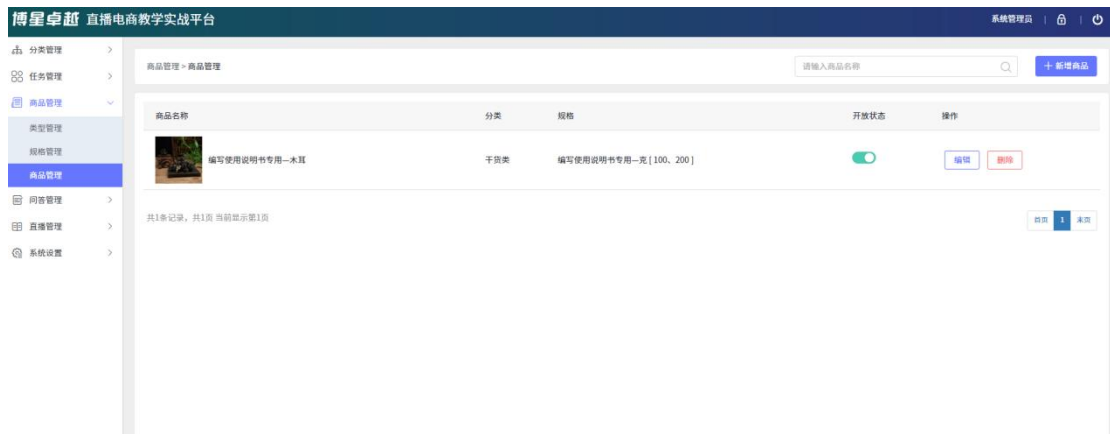 博星卓越 直播电商教学实战平台
系统管理员
分类管理
任务管理
商品管理
类型管理
规格管理
商品管理
问答管理
直播管理
系统设置
商品管理 > 商品管理
请输入商品名称
新增商品
商品名称 分类 规格 开放状态 操作
编写使用说明书专用—木耳 干货类 编写使用说明书专用—克 [ 100、200 ] 编辑 删除
共1条记录，共1页 当前显示第1页
首页 1 末页